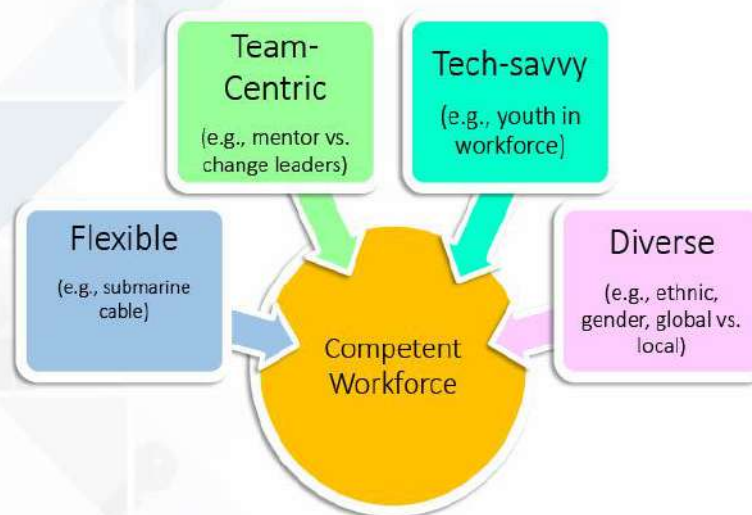 Team-
Centric
(e.g., mentor vs.
change leaders)
Tech-savvy
(e.g., youth in
workforce)
Flexible
(e.g., submarine
cable)
Diverse
(e.g., ethnic,
gender, global vs.
local)
Competent
Workforce